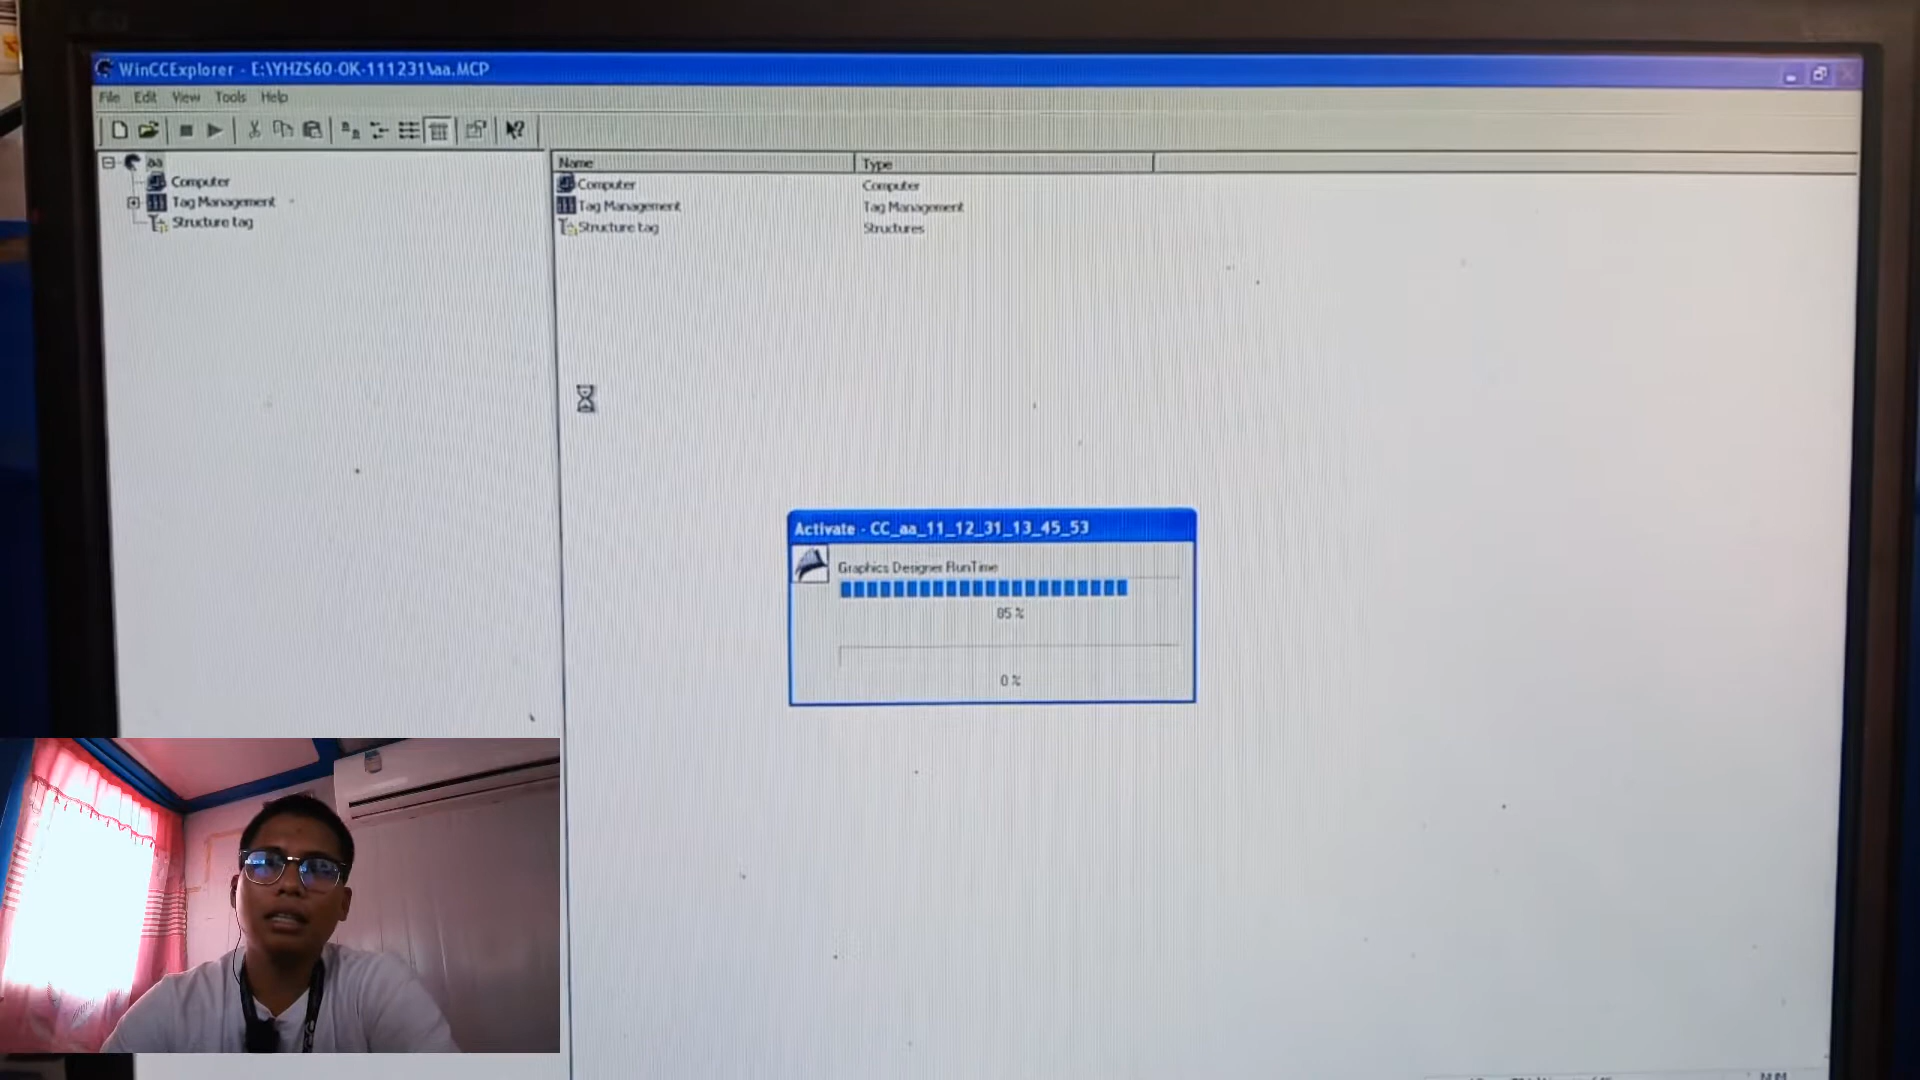 WinCCExplorer - E:\YHZS60-OK-111231\aa.MCP
File Edit View Tools Help
aa
Computer
Tag Management
Structure tag
Name Type
Computer Computer
Tag Management Tag Management
Structure tag Structures
Activate - CC_aa_11_12_31_13_45_53
Graphics Designer RunTime
85 %
0 %